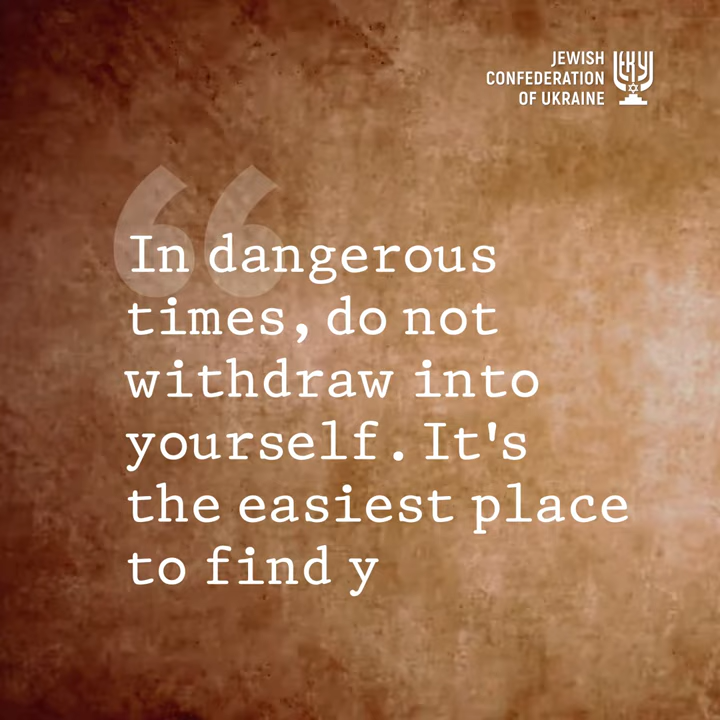 JEWISH
CONFEDERATION
OF UKRAINE
In dangerous
times, do not
withdraw into
yourself. It's
the easiest place
to find y